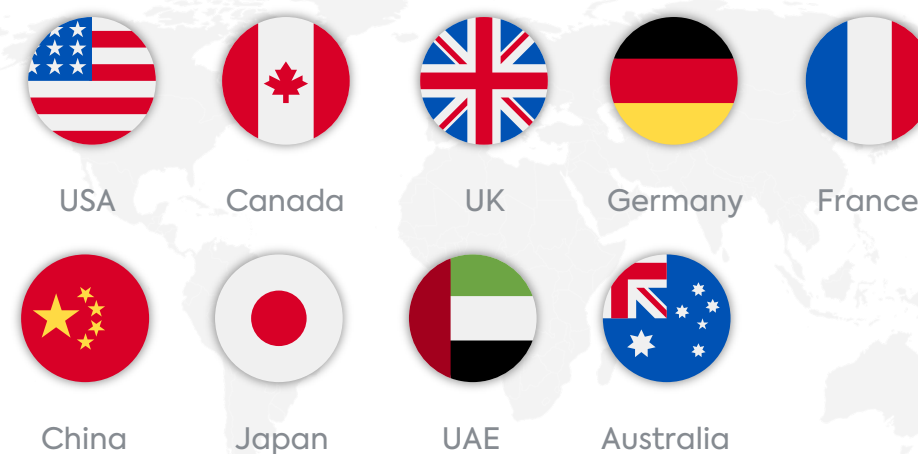 USA
Canada
UK
Germany
France
China
Japan
UAE
Australia